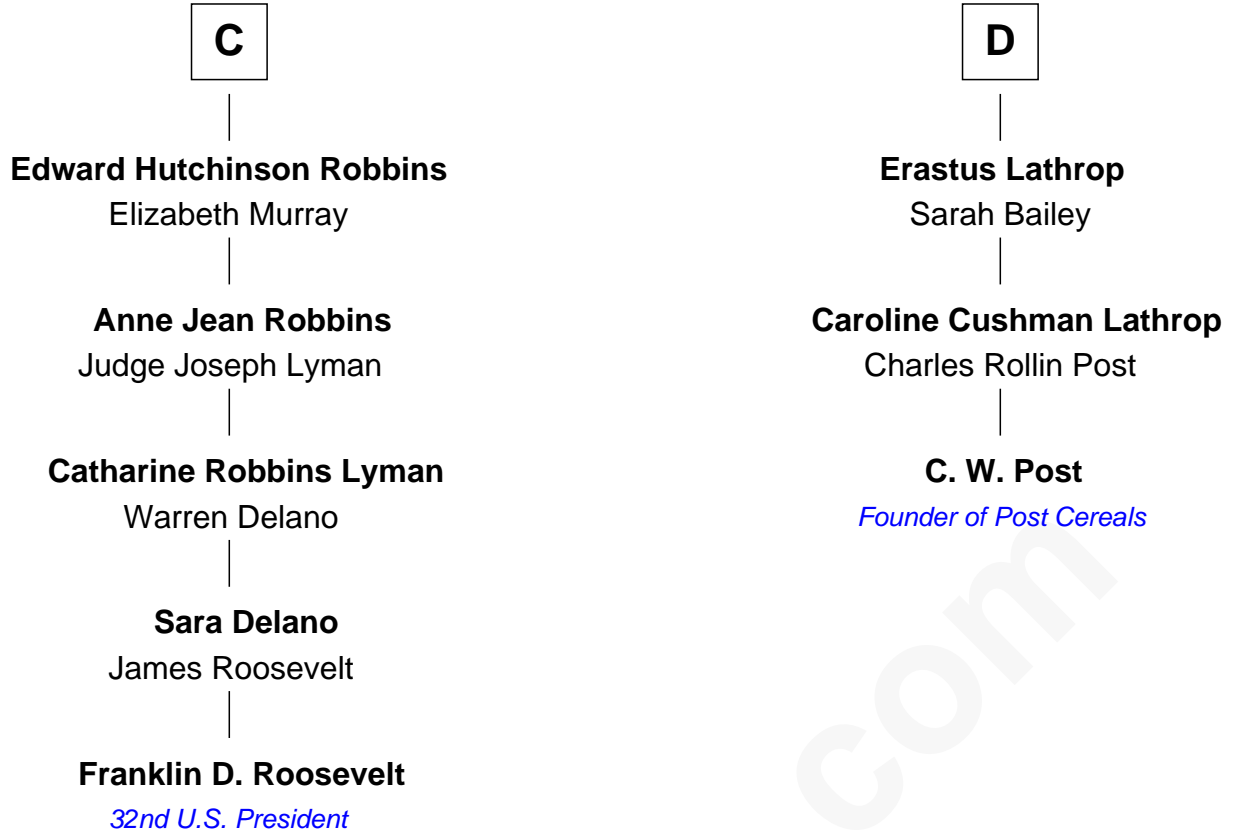 C
Edward Hutchinson Robbins
Elizabeth Murray
Anne Jean Robbins
Judge Joseph Lyman
Catharine Robbins Lyman
Warren Delano
Sara Delano
James Roosevelt
Franklin D. Roosevelt
32nd U.S. President
D
Erastus Lathrop
Sarah Bailey
Caroline Cushman Lathrop
Charles Rollin Post
C. W. Post
Founder of Post Cereals
com